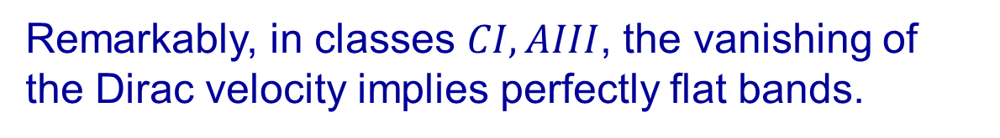 Remarkably, in classes CI, AIII, the vanishing of
the Dirac velocity implies perfectly flat bands.